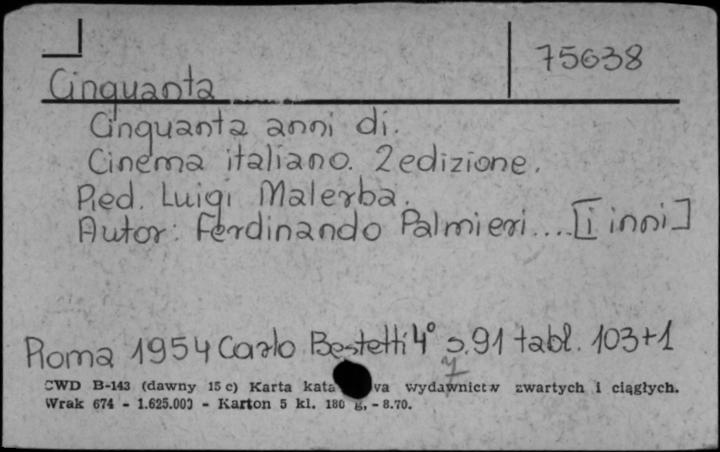 75638
Cinquanta
Cinquanta anni di.
Cinema italiano. 2 edizione.
Red. Luigi Malerba.
Autor: Ferdinando Palmieri.... [i inni]
Roma 1954 Carlo Bestetti 4° s. 91 tabl. 103+1
CWD B-143 (dawny 15 c) Karta kata va wydawnictw zwartych i ciągłych.
Wrak 674 - 1.625.000 - Karton 5 kl. 180 g, - 8.70.